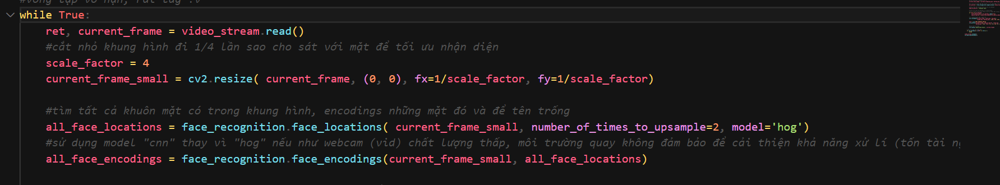 while True:
ret, current_frame = video_stream.read()
#cắt nhỏ khung hình đi 1/4 lần sao cho sát với mặt để tối ưu nhận diện
scale_factor = 4
current_frame_small = cv2.resize( current_frame, (0, 0), fx=1/scale_factor, fy=1/scale_factor)
#tìm tất cả khuôn mặt có trong khung hình, encodings những mặt đó và để tên trống
all_face_locations = face_recognition.face_locations( current_frame_small, number_of_times_to_upsample=2, model='hog')
#sử dụng model "cnn" thay vì "hog" nếu như webcam (vid) chất lượng thấp, môi trường quay không đảm bảo để cải thiện khả năng xử lí (tốn tài
all_face_encodings = face_recognition.face_encodings(current_frame_small, all_face_locations)